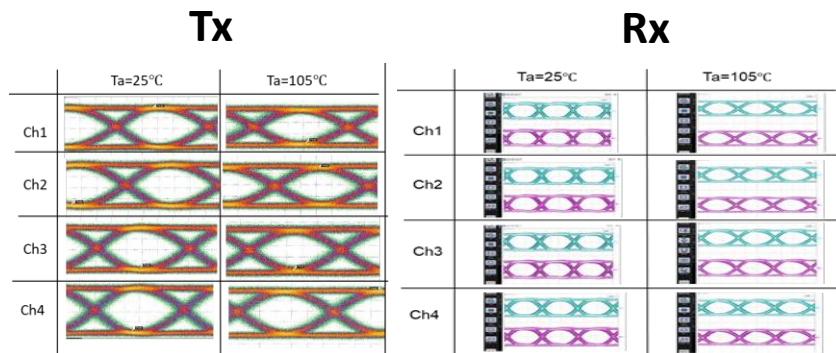 Tx
Rx
Ta=25℃ Ta=105℃
Ta=25℃ Ta=105℃
Ch1
Ch2
Ch3
Ch4
Ch1
Ch2
Ch3
Ch4